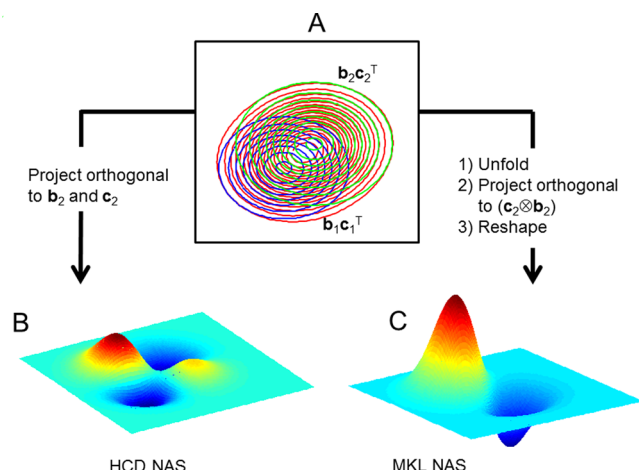 A
b₂c₂ᵀ
b₁c₁ᵀ
Project orthogonal
to b₂ and c₂
1) Unfold
2) Project orthogonal
to (c₂⊗b₂)
3) Reshape
B
C
HCD NAS
MKL NAS